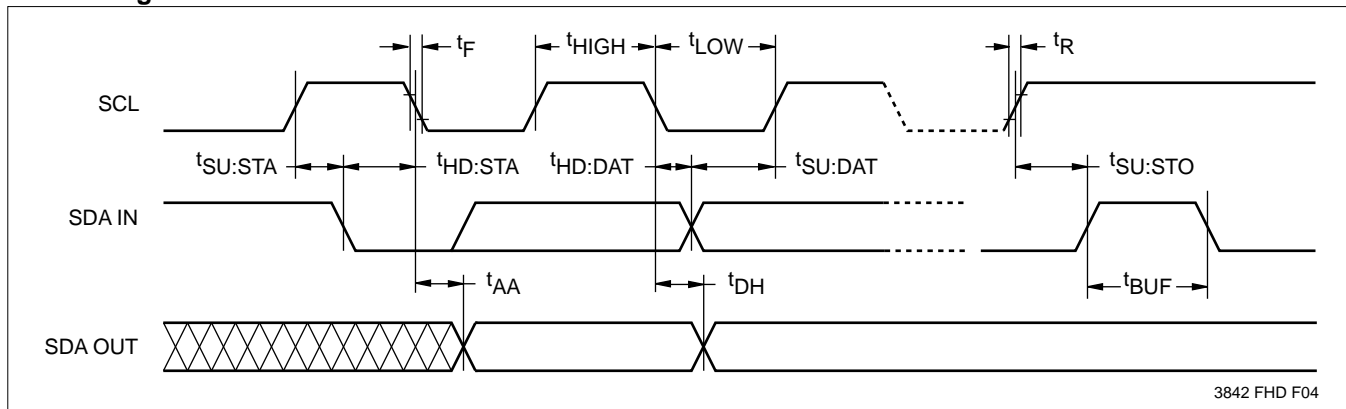 tF
tHIGH
tLOW
tR
SCL
tSU:STA
tHD:STA
tHD:DAT
tSU:DAT
tSU:STO
SDA IN
tAA
tDH
tBUF
SDA OUT
3842 FHD F04